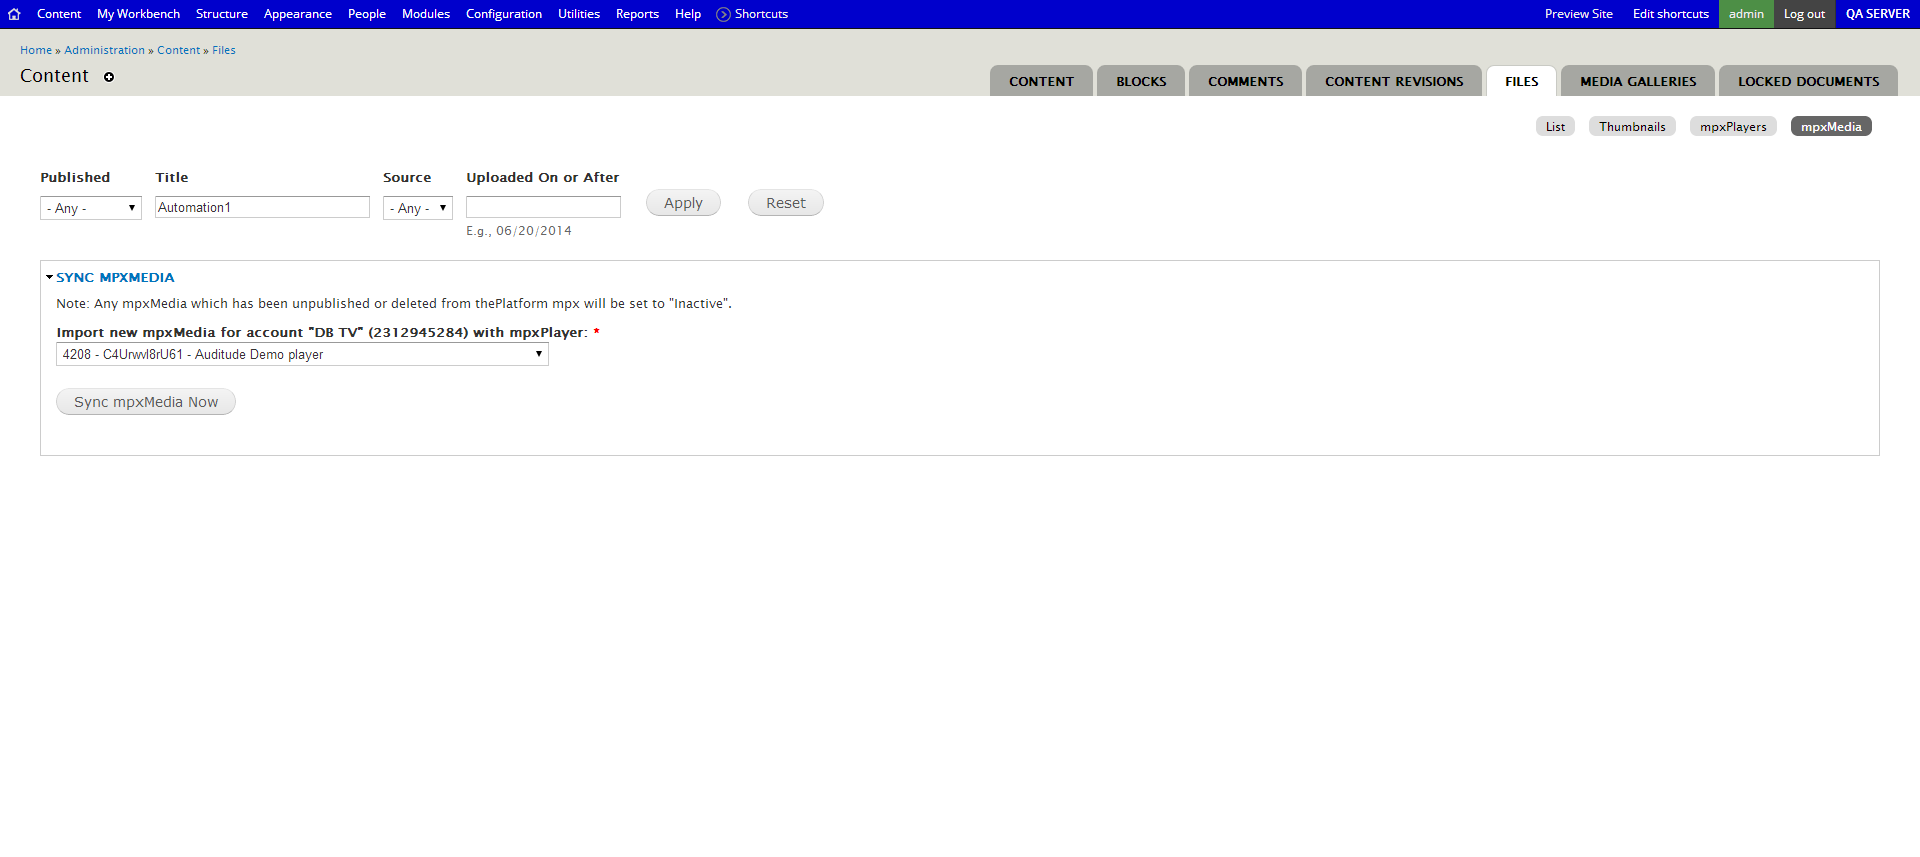 Content My Workbench Structure Appearance People Modules Configuration Utilities Reports Help Shortcuts Preview Site Edit shortcuts admin Log out QA SERVER
Home » Administration » Content » Files
Content
CONTENT BLOCKS COMMENTS CONTENT REVISIONS FILES MEDIA GALLERIES LOCKED DOCUMENTS
List Thumbnails mpxPlayers mpxMedia
Published Title Source Uploaded On or After
- Any - Automation1 - Any - Apply Reset
E.g., 06/20/2014
SYNC MPXMEDIA
Note: Any mpxMedia which has been unpublished or deleted from thePlatform mpx will be set to "Inactive".
Import new mpxMedia for account "DB TV" (2312945284) with mpxPlayer: *
4208 - C4Urwvl8rU61 - Auditude Demo player
Sync mpxMedia Now